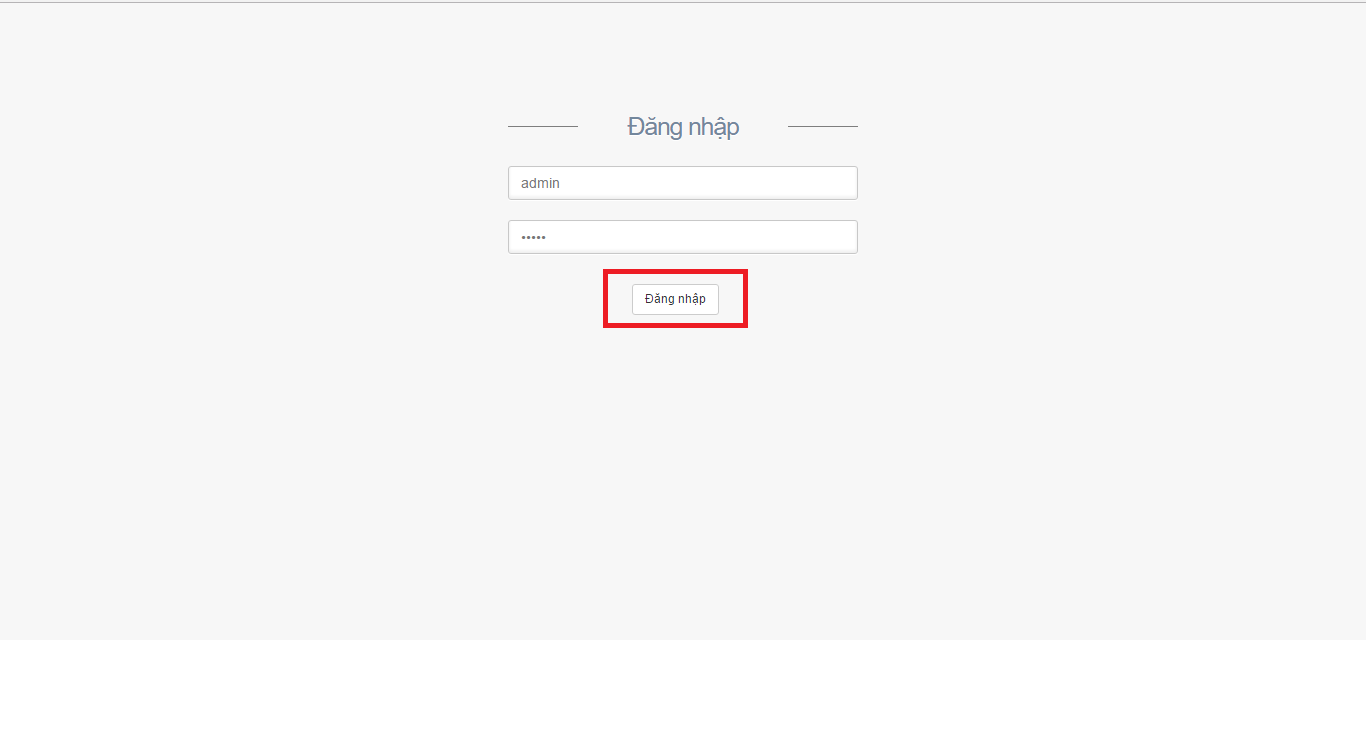 Đăng nhập
admin
•••••
Đăng nhập